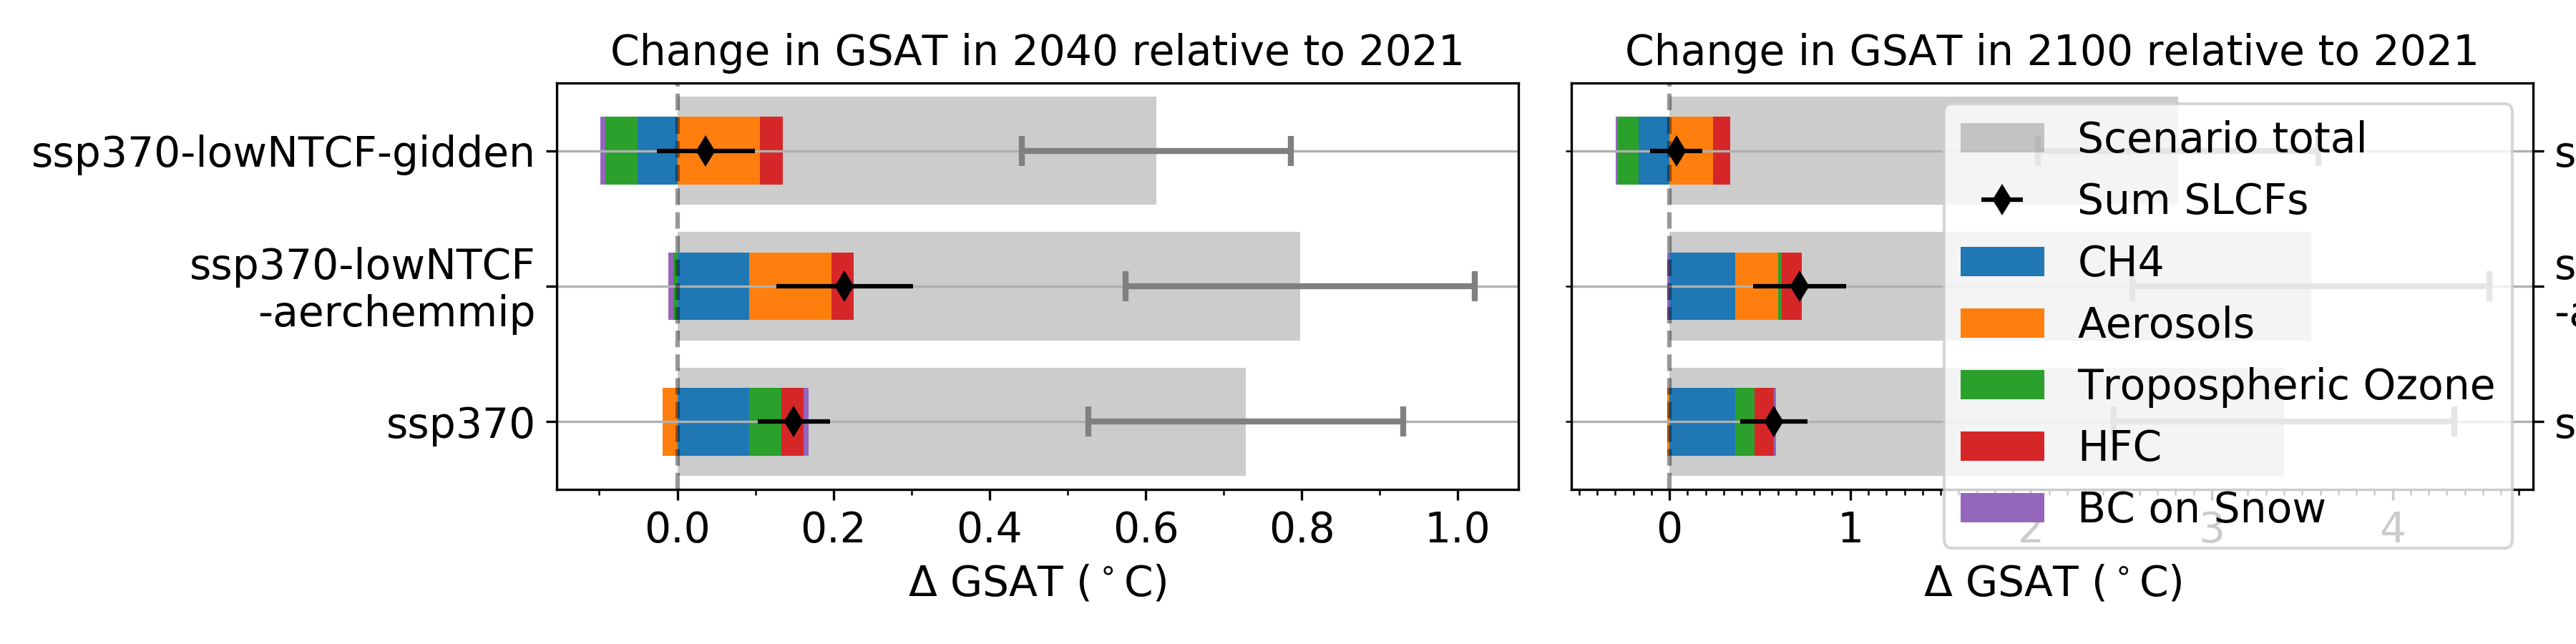 Change in GSAT in 2040 relative to 2021
Change in GSAT in 2100 relative to 2021
ssp370-lowNTCF-gidden
ssp370-lowNTCF
-aerchemmip
ssp370
0.0 0.2 0.4 0.6 0.8 1.0
Δ GSAT (°C)
Scenario total
Sum SLCFs
CH4
Aerosols
Tropospheric Ozone
HFC
BC on Snow
0 1 2 3 4
Δ GSAT (°C)